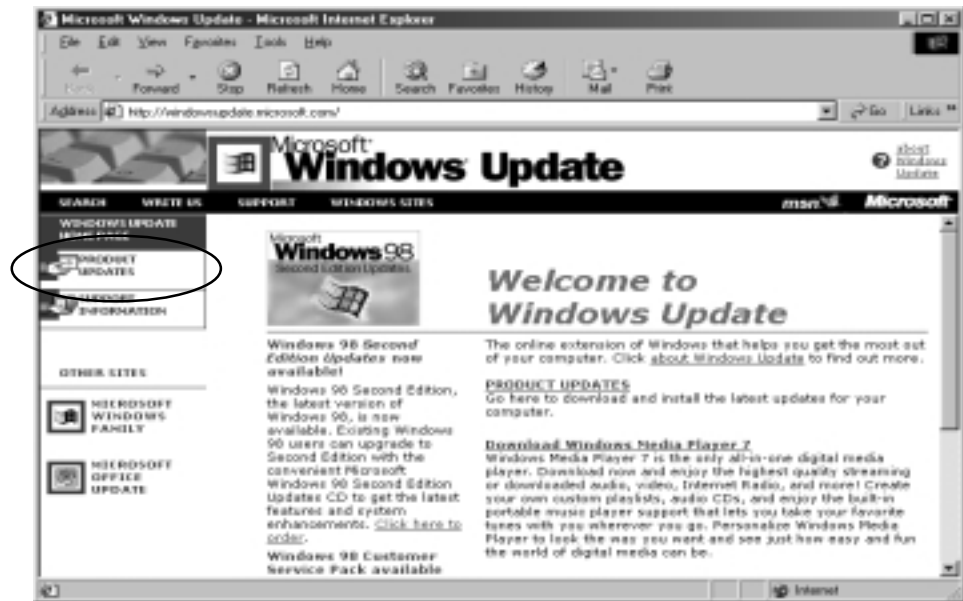 Microsoft Windows Update - Microsoft Internet Explorer
File Edit View Favorites Tools Help
Back Forward Stop Refresh Home Search Favorites History Mail Print
Address http://windowsupdate.microsoft.com/ Go Links »
Microsoft
Windows Update
about
Windows
Update
SEARCH WRITE US SUPPORT WINDOWS SITES msn Microsoft
WINDOWS UPDATE
HOME PAGE
PRODUCT
UPDATES
SUPPORT
INFORMATION
OTHER SITES
MICROSOFT
WINDOWS
FAMILY
MICROSOFT
OFFICE
UPDATE
Microsoft
Windows 98
Second Edition Updates
Windows 98 Second
Edition Updates now
available!
Windows 98 Second Edition,
the latest version of
Windows 98, is now
available. Existing Windows
98 users can upgrade to
Second Edition with the
convenient Microsoft
Windows 98 Second Edition
Updates CD to get the latest
features and system
enhancements. Click here to
order.
Windows 98 Customer
Service Pack available
Welcome to
Windows Update
The online extension of Windows that helps you get the most out
of your computer. Click about Windows Update to find out more.
PRODUCT UPDATES
Go here to download and install the latest updates for your
computer.
Download Windows Media Player 7
Windows Media Player 7 is the only all-in-one digital media
player. Download now and enjoy the highest quality streaming
or downloaded audio, video, Internet Radio, and more! Create
your own custom playlists, audio CDs, and enjoy the built-in
portable music player support that lets you take your favorite
tunes with you wherever you go. Personalize Windows Media
Player to look the way you want and see just how easy and fun
the world of digital media can be.
Internet